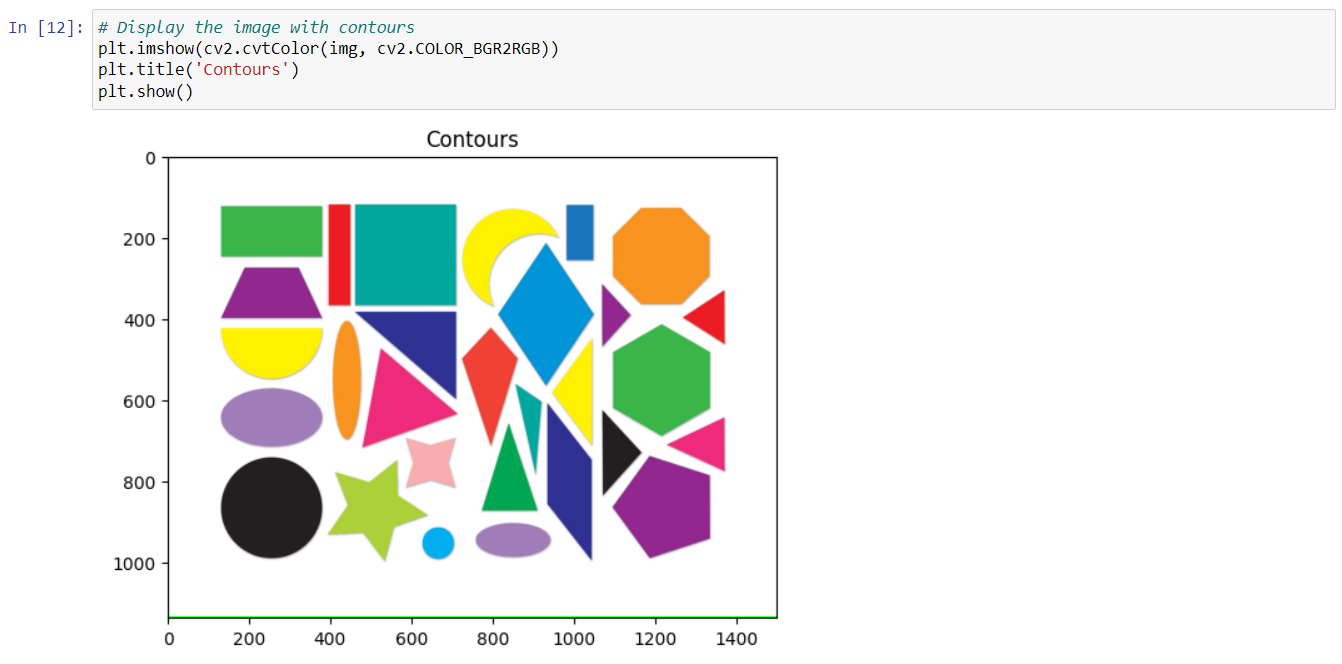 In [12]: # Display the image with contours
plt.imshow(cv2.cvtColor(img, cv2.COLOR_BGR2RGB))
plt.title('Contours')
plt.show()
Contours
0
200
400
600
800
1000
0 200 400 600 800 1000 1200 1400